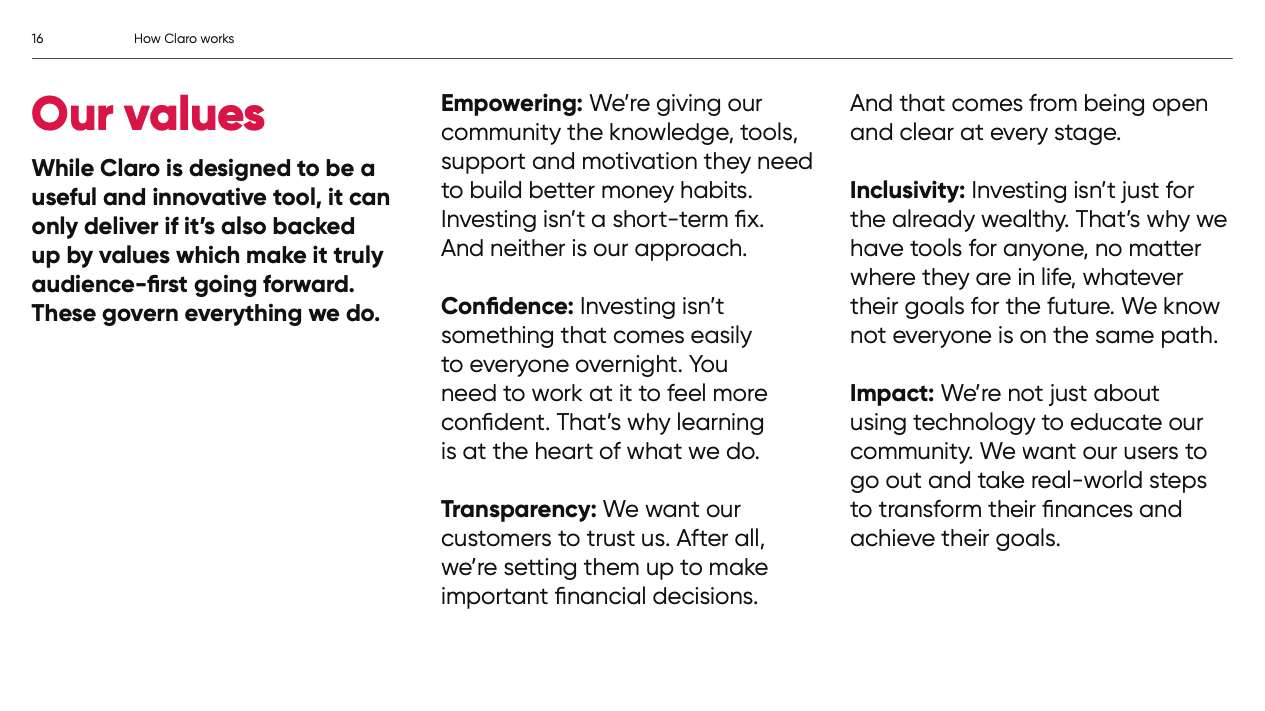 16
How Claro works
Our values
While Claro is designed to be a
useful and innovative tool, it can
only deliver if it’s also backed
up by values which make it truly
audience-first going forward.
These govern everything we do.
Empowering: We’re giving our
community the knowledge, tools,
support and motivation they need
to build better money habits.
Investing isn’t a short-term fix.
And neither is our approach.
Confidence: Investing isn’t
something that comes easily
to everyone overnight. You
need to work at it to feel more
confident. That’s why learning
is at the heart of what we do.
Transparency: We want our
customers to trust us. After all,
we’re setting them up to make
important financial decisions.
And that comes from being open
and clear at every stage.
Inclusivity: Investing isn’t just for
the already wealthy. That’s why we
have tools for anyone, no matter
where they are in life, whatever
their goals for the future. We know
not everyone is on the same path.
Impact: We’re not just about
using technology to educate our
community. We want our users to
go out and take real-world steps
to transform their finances and
achieve their goals.